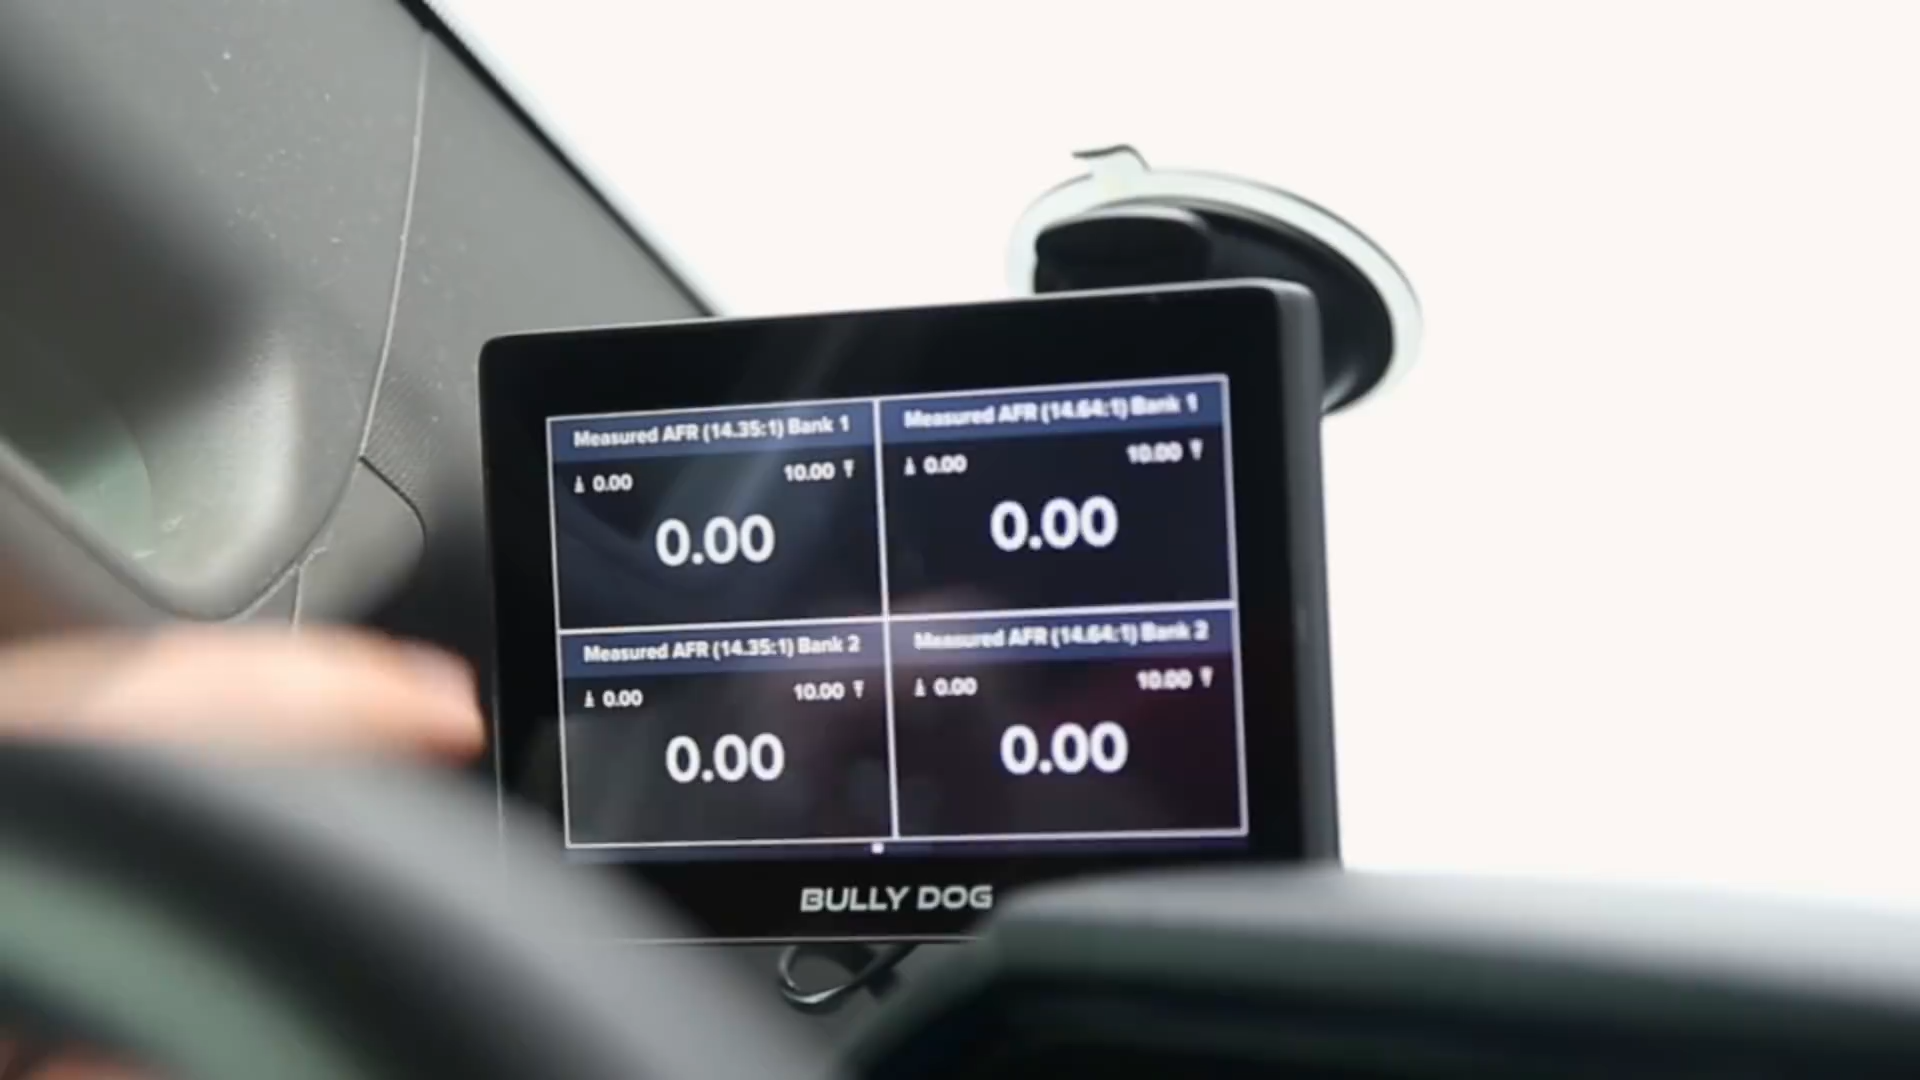 Measured AFR (14.35:1) Bank 1
0.00 10.00
0.00
Measured AFR (14.64:1) Bank 1
0.00 10.00
0.00
Measured AFR (14.35:1) Bank 2
0.00 10.00
0.00
Measured AFR (14.64:1) Bank 2
0.00 10.00
0.00
BULLY DOG